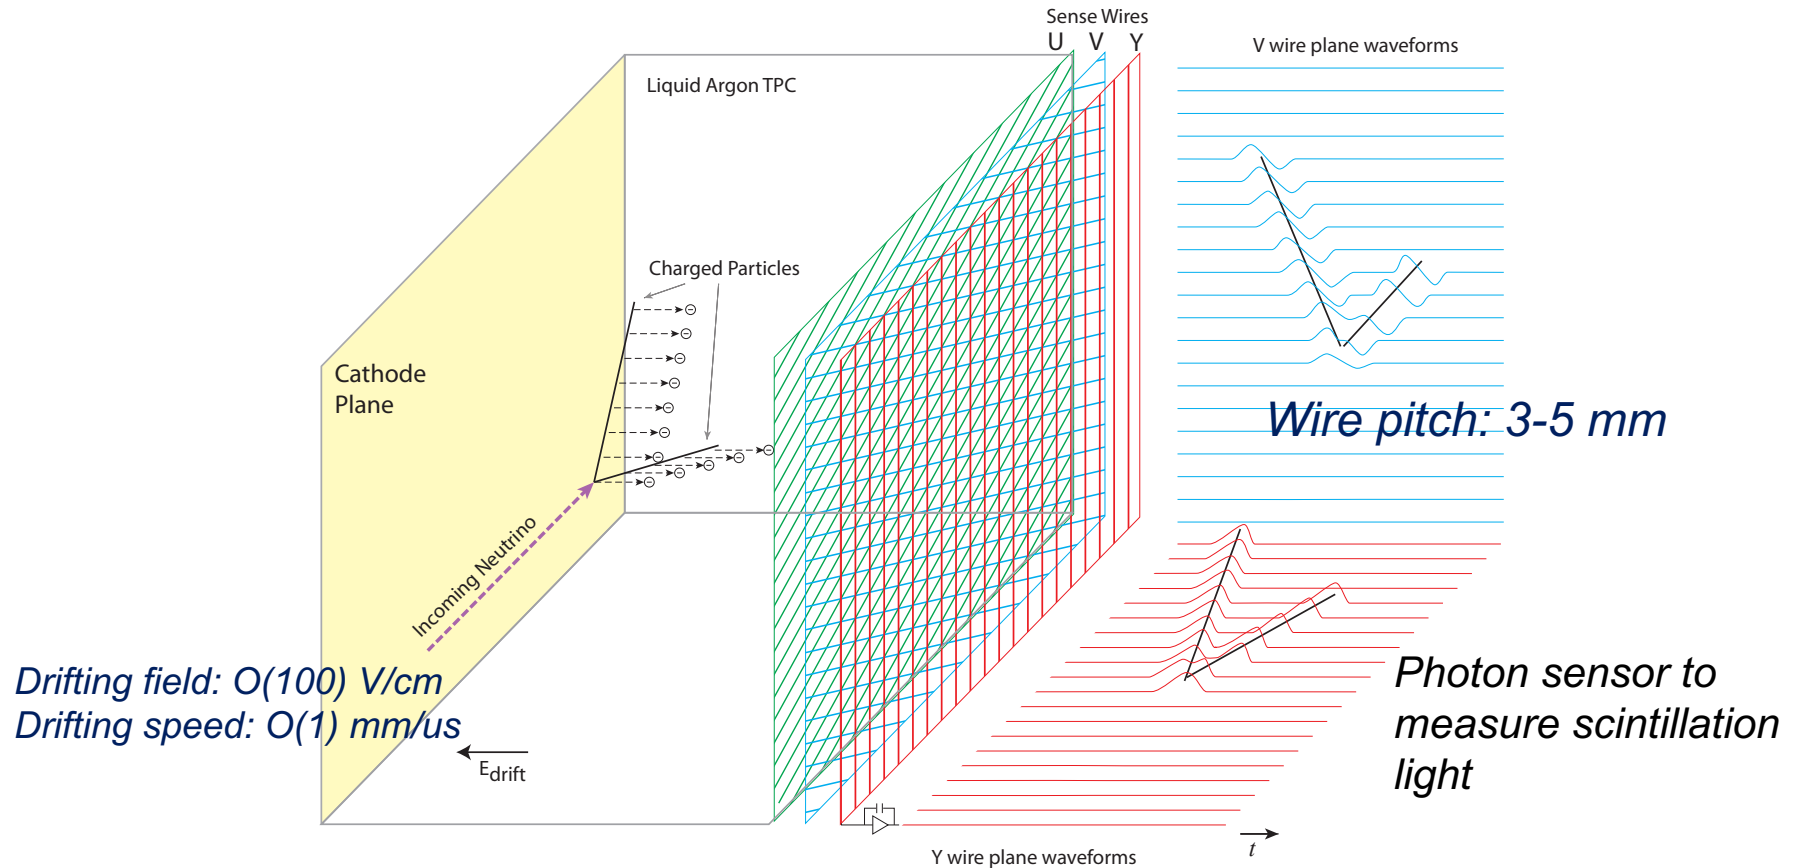 Sense Wires
U V Y
V wire plane waveforms
Liquid Argon TPC
Charged Particles
Cathode
Plane
Wire pitch: 3-5 mm
Incoming Neutrino
Drifting field: O(100) V/cm
Drifting speed: O(1) mm/us
Edrift
Photon sensor to
measure scintillation
light
t
Y wire plane waveforms